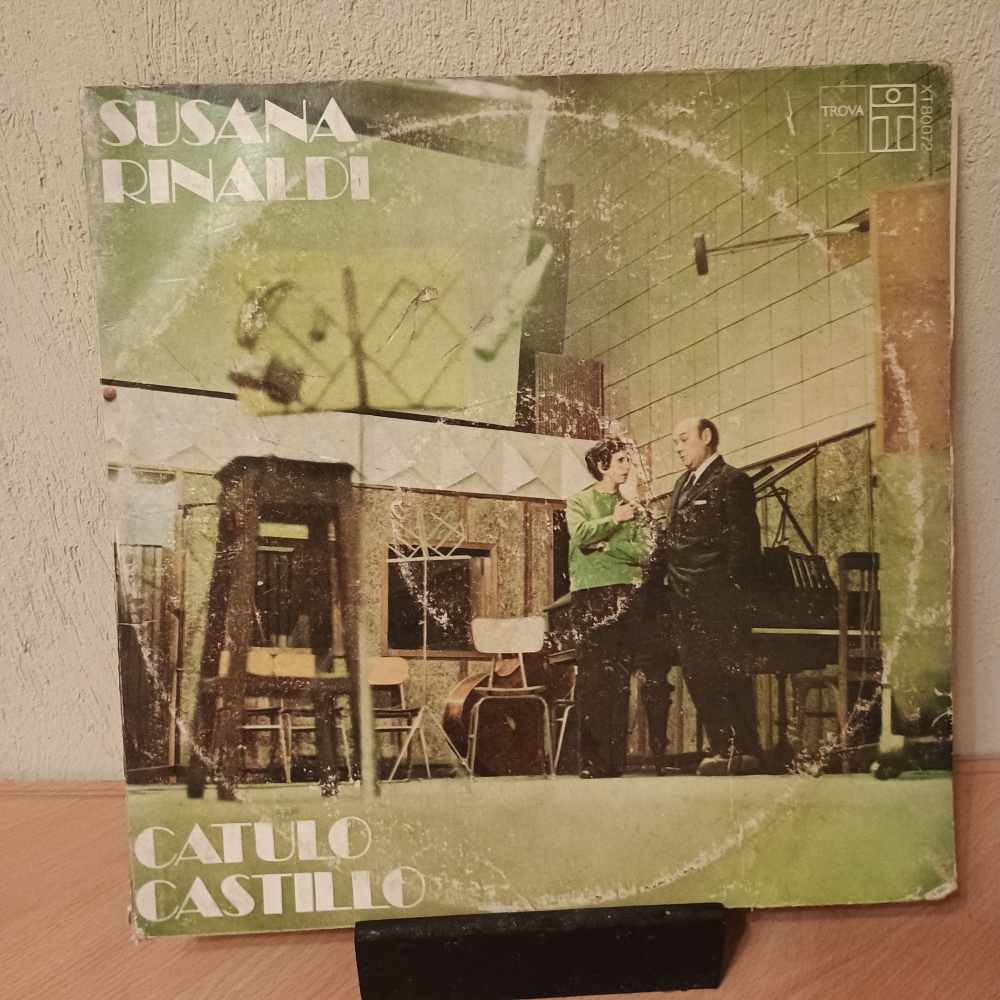 SUSANA
RINALDI
TROVA
XT 80072
CATULO
CASTILLO